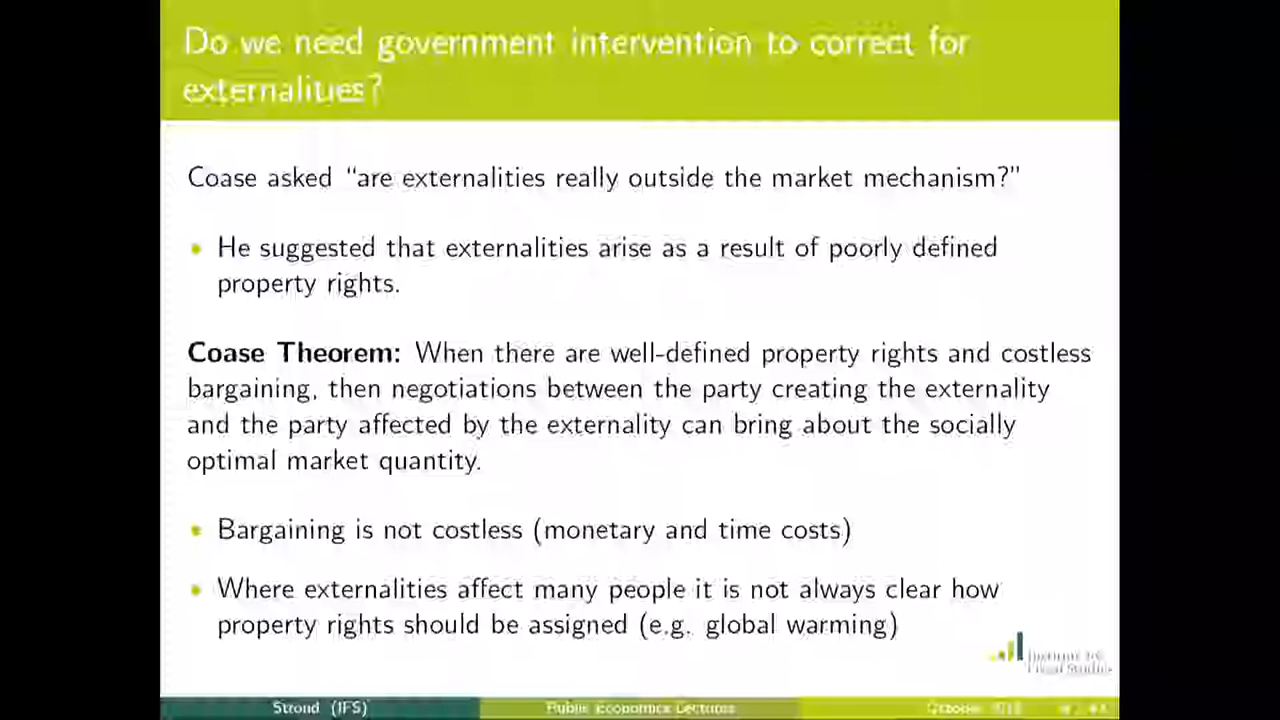 Do we need government intervention to correct for
externalities?
Coase asked “are externalities really outside the market mechanism?”
• He suggested that externalities arise as a result of poorly defined
property rights.
Coase Theorem: When there are well-defined property rights and costless
bargaining, then negotiations between the party creating the externality
and the party affected by the externality can bring about the socially
optimal market quantity.
• Bargaining is not costless (monetary and time costs)
• Where externalities affect many people it is not always clear how
property rights should be assigned (e.g. global warming)
Institute for
Fiscal Studies
(IFS)
Public Economics Lectures
October